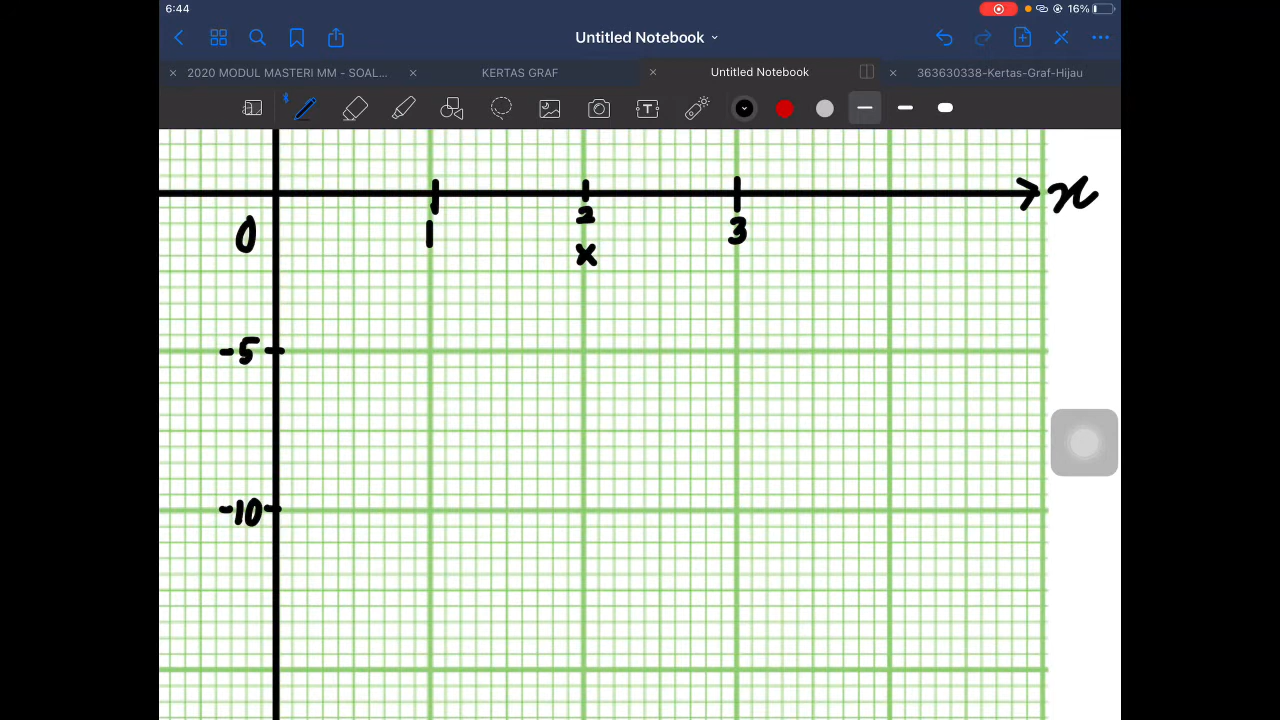 6:44
16%
Untitled Notebook
2020 MODUL MASTERI MM - SOAL...
KERTAS GRAF
Untitled Notebook
363630338-Kertas-Graf-Hijau
T
x
0
1
2
3
x
-5
-10